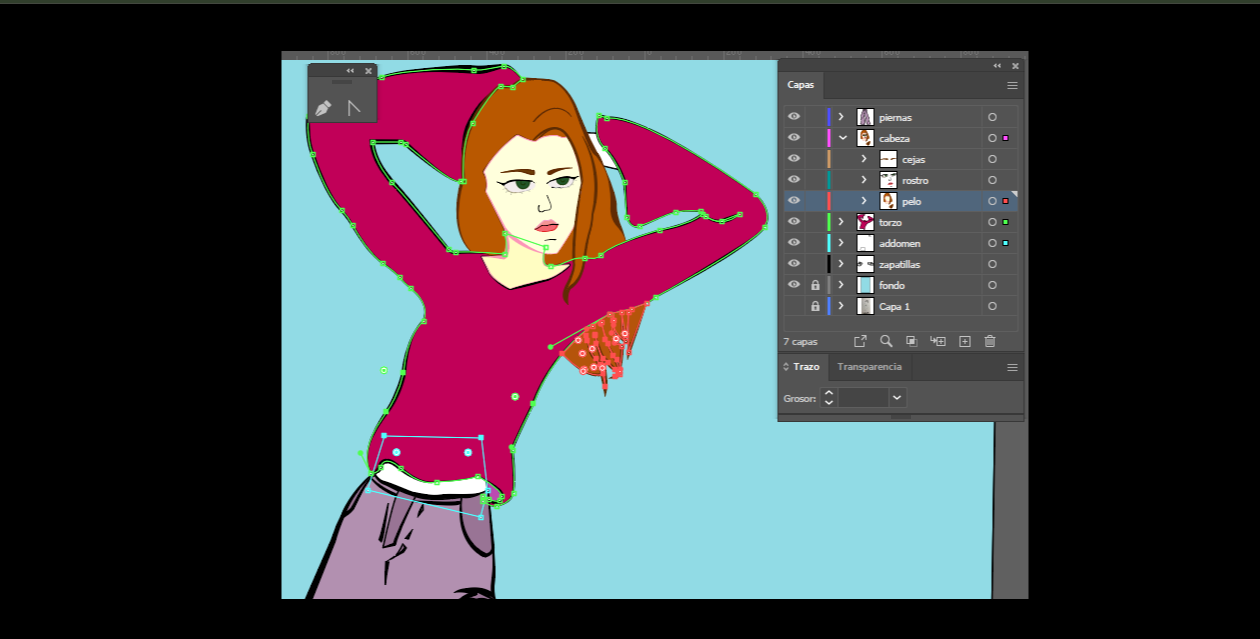 Capas
piernas
cabeza
cejas
rostro
pelo
torzo
addomen
zapatillas
fondo
Capa 1
7 capas
Trazo Transparencia
Grosor: